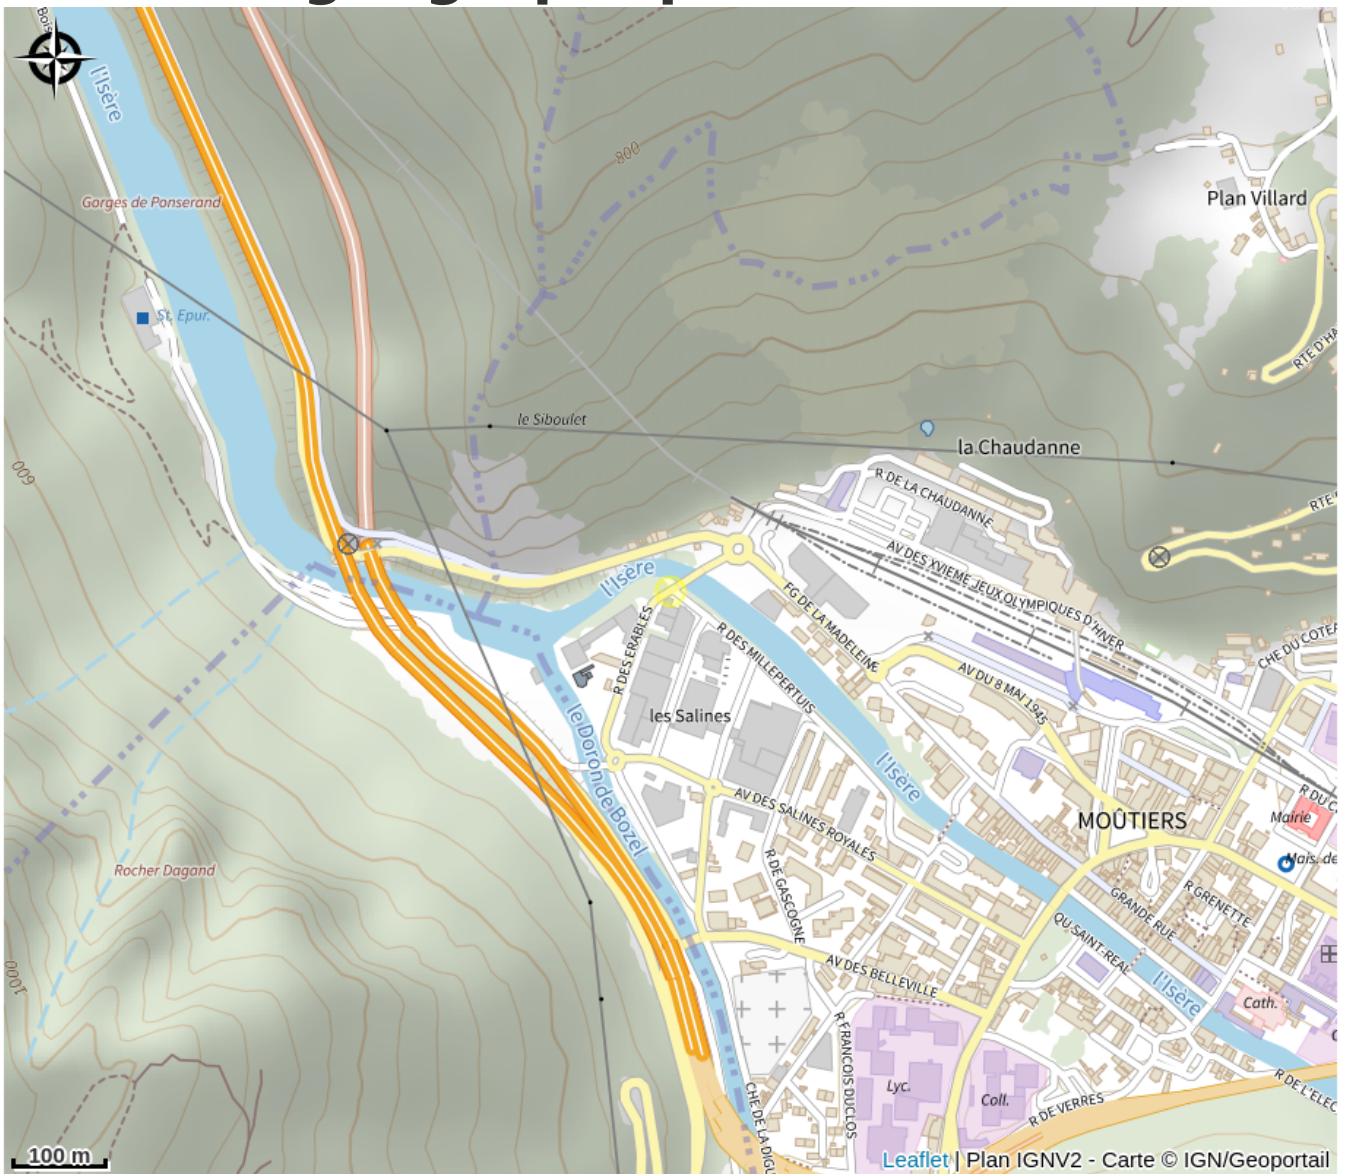 Bois
l'Isère
800
Gorges de Ponserand
Plan Villard
St. Epur.
RTE D'HA
le Siboulet
la Chaudanne
R DE LA CHAUDANNE
600
RTE
AV DES XVIEME JEUX OLYMPIQUES D'HIVER
l'Isère
FG DE LA MADELEINE
R DES ERABLES
R DES MILLEPERTUIS
CHE DU COTEA
AV DU 8 MAI 1945
les Salines
le Doron de Bozel
l'Isère
AV DES SALINES ROYALES
MOÛTIERS
R DU C
Mairie
Mais. de
Rocher Dagand
R DE GASCOGNE
R GRENETTE
GRANDE RUE
QU SAINT-REAL
1000
AV DES BELLEVILLE
l'Isère
Cath.
R FRANCOIS DUCLOS
Lyc.
Coll.
R DE VERRES
R DE L'ELEC
CHE DE LA DIGU
100 m
Leaflet | Plan IGNV2 - Carte © IGN/Geoportail